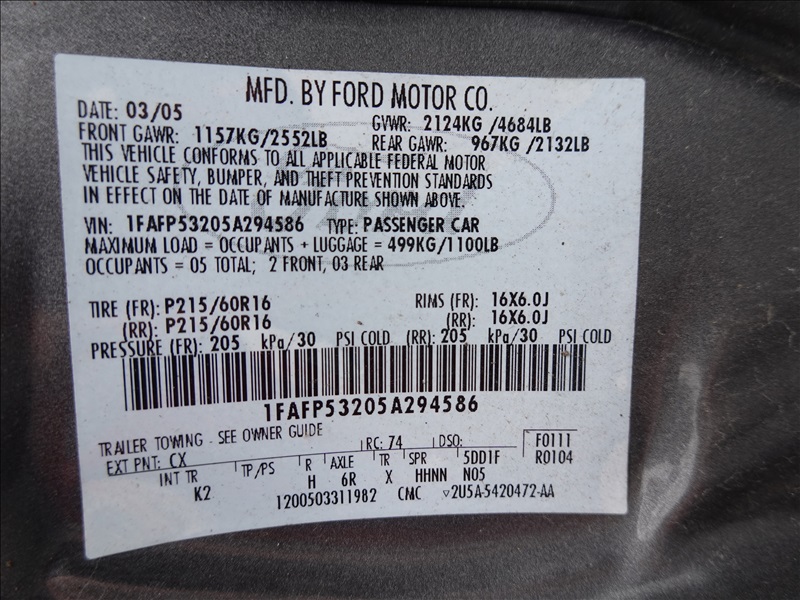 MFD. BY FORD MOTOR CO.
DATE: 03/05 GVWR: 2124KG /4684LB
FRONT GAWR: 1157KG/2552LB REAR GAWR: 967KG /2132LB
THIS VEHICLE CONFORMS TO ALL APPLICABLE FEDERAL MOTOR
VEHICLE SAFETY, BUMPER, AND THEFT PREVENTION STANDARDS
IN EFFECT ON THE DATE OF MANUFACTURE SHOWN ABOVE.
VIN: 1FAFP53205A294586 TYPE: PASSENGER CAR
MAXIMUM LOAD = OCCUPANTS + LUGGAGE = 499KG/1100LB
OCCUPANTS = 05 TOTAL; 2 FRONT, 03 REAR
TIRE (FR): P215/60R16 RIMS (FR): 16X6.0J
(RR): P215/60R16 (RR): 16X6.0J
PRESSURE (FR): 205 kPa/30 PSI COLD (RR): 205 kPa/30 PSI COLD
1FAFP53205A294586
TRAILER TOWING - SEE OWNER GUIDE RC: 74 DSO: F0111
EXT PNT: CX R0104
INT TR TP/PS R AXLE TR SPR 5DD1F
K2 H 6R X HHNN N05
1200503311982 CMC ▽2U5A-5420472-AA